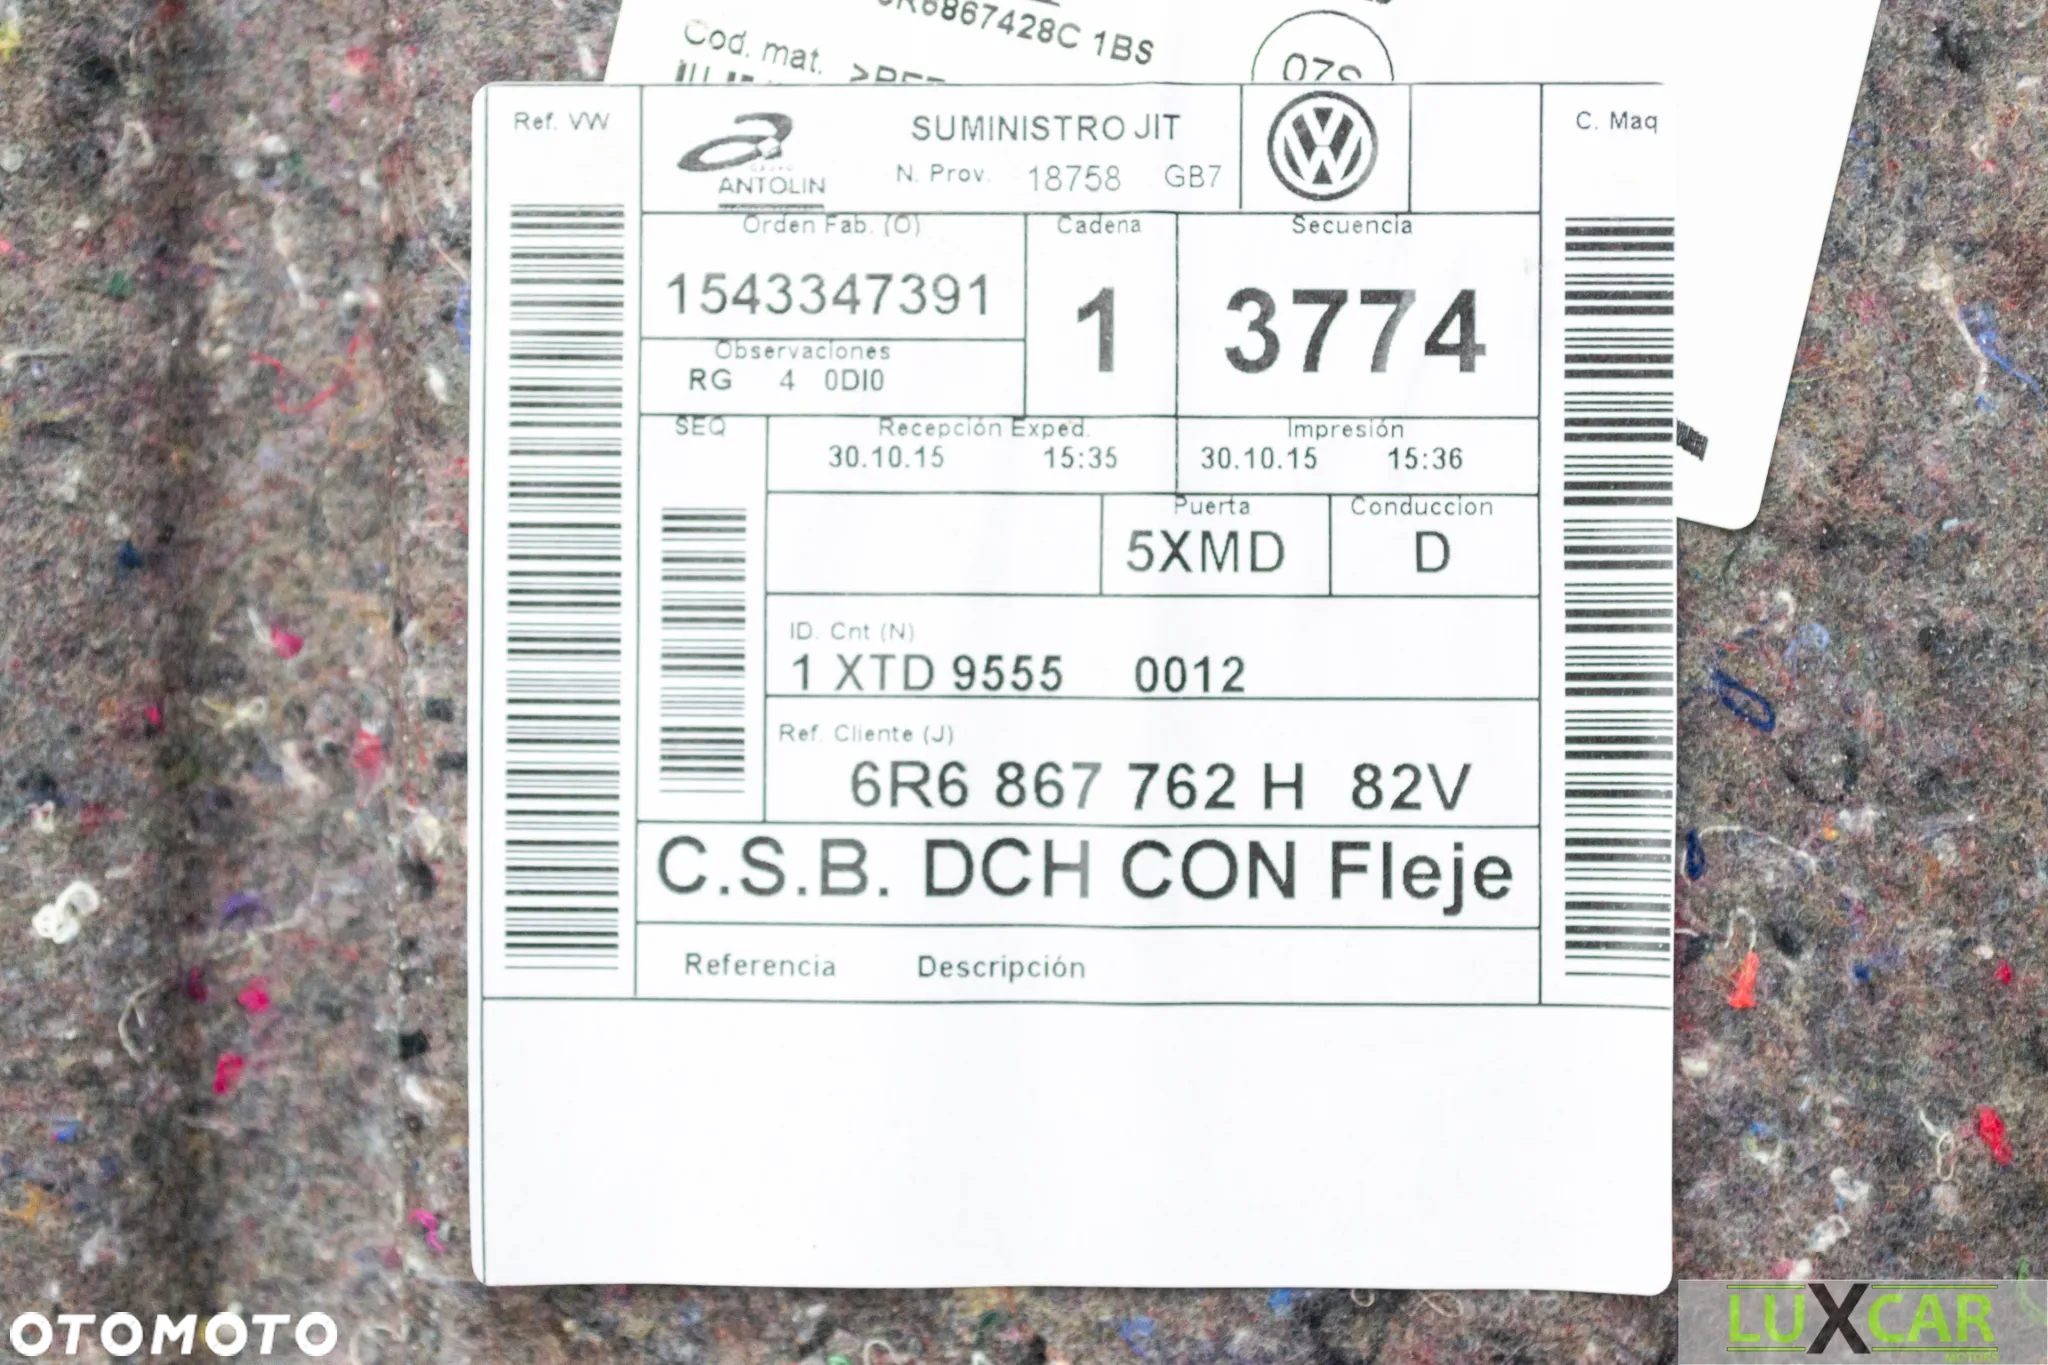 6867428C 1BS
Cod. mat.
Ref. VW
ANTOLIN
SUMINISTRO JIT
N. Prov. 18758 GB7
C. Maq
Orden Fab. (O)
1543347391
Cadena
1
Secuencia
3774
Observaciones
RG 4 0DI0
SEQ
Recepción Exped.
30.10.15 15:35
Impresión
30.10.15 15:36
Puerta
5XMD
Conduccion
D
ID. Cnt (N)
1 XTD 9555 0012
Ref. Cliente (J)
6R6 867 762 H 82V
C.S.B. DCH CON Fleje
Referencia Descripción
OTOMOTO
LUXCAR
MOTORS